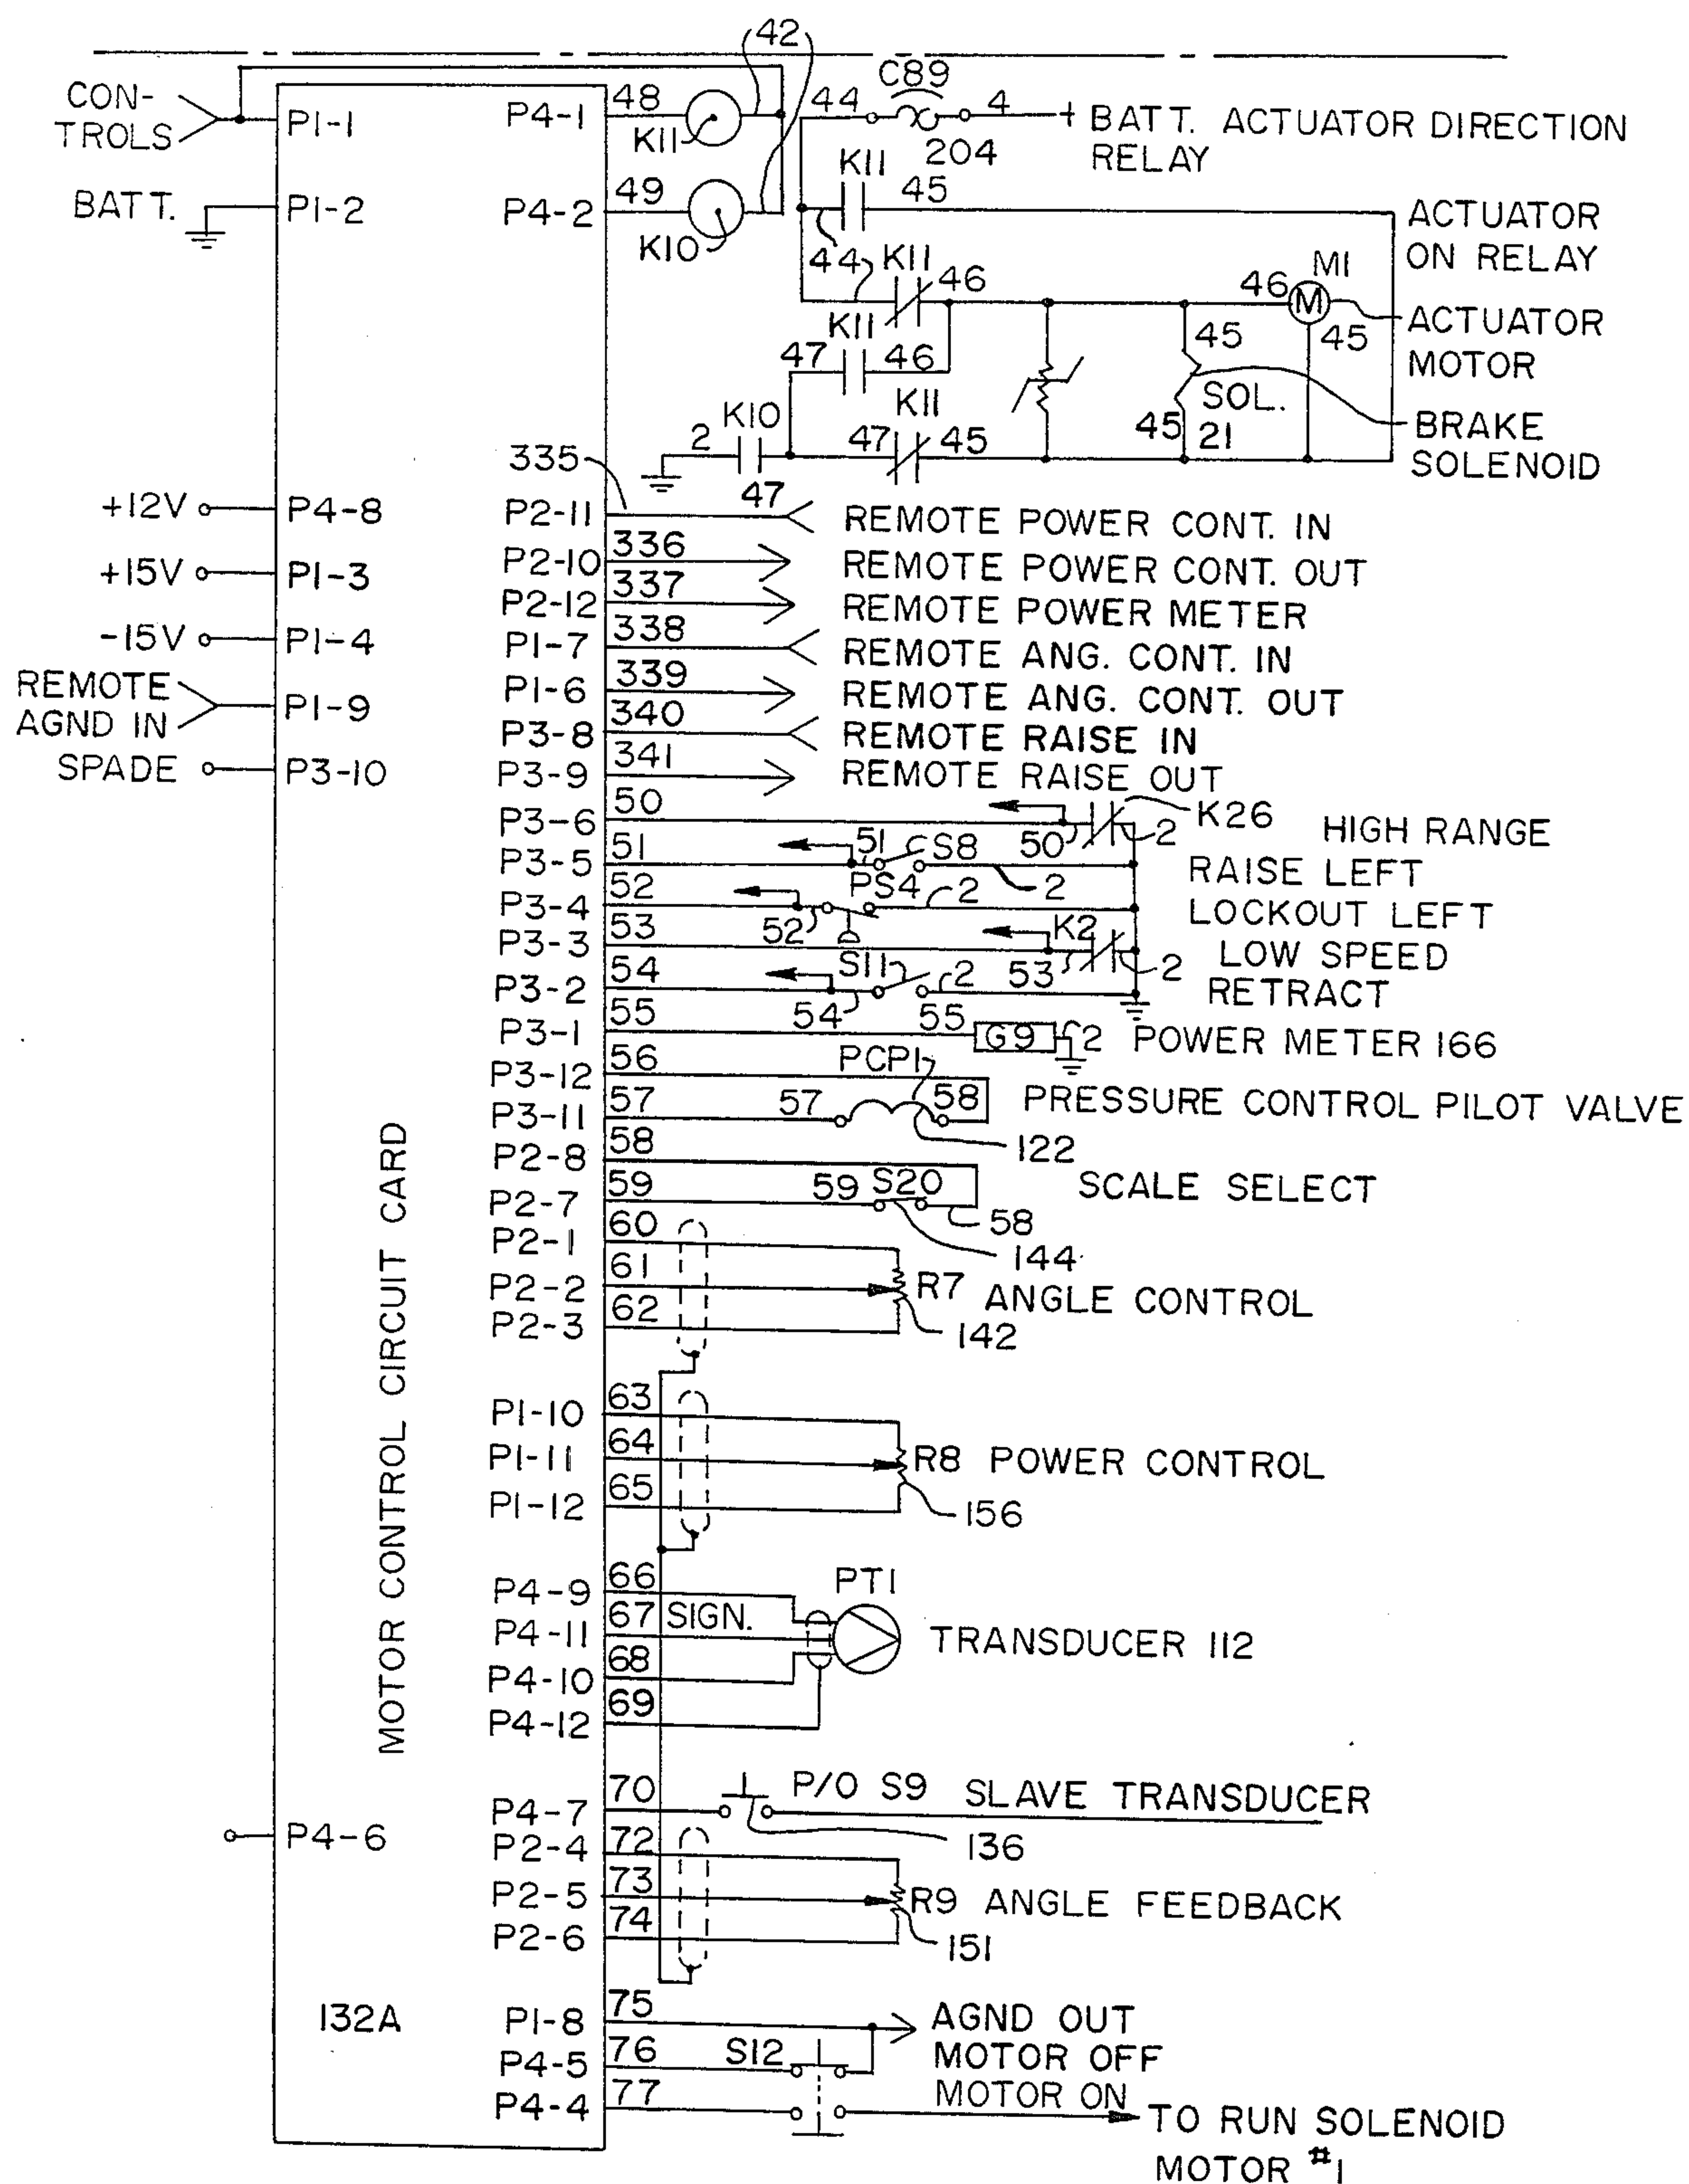 42
C89
CON-
TROLS
P1-1
P4-1
48
K11
44
4
+ BATT. ACTUATOR DIRECTION
RELAY
204
K11
45
BATT.
P1-2
P4-2
49
K10
44
ACTUATOR
ON RELAY
K11
46
46
M1
M
45
ACTUATOR
MOTOR
K11
47
46
45
SOL.
21
45
BRAKE
SOLENOID
K10
2
47
K11
47
45
335
+12V
P4-8
P2-11
REMOTE POWER CONT. IN
P2-10
336
REMOTE POWER CONT. OUT
+15V
P1-3
P2-12
337
REMOTE POWER METER
-15V
P1-4
P1-7
338
REMOTE ANG. CONT. IN
REMOTE
AGND IN
P1-9
P1-6
339
REMOTE ANG. CONT. OUT
P3-8
340
REMOTE RAISE IN
SPADE
P3-10
P3-9
341
REMOTE RAISE OUT
P3-6
50
50
2
K26
HIGH RANGE
P3-5
51
51
S8
2
RAISE LEFT
P3-4
52
52
PS4
2
LOCKOUT LEFT
P3-3
53
53
K2
2
LOW SPEED
P3-2
54
54
S11
2
RETRACT
P3-1
55
55
G9
2
POWER METER 166
P3-12
56
PCP1
P3-11
57
57
58
PRESSURE CONTROL PILOT VALVE
122
P2-8
58
SCALE SELECT
P2-7
59
59
S20
58
144
P2-1
60
P2-2
61
R7
ANGLE CONTROL
P2-3
62
142
MOTOR CONTROL CIRCUIT CARD
P1-10
63
P1-11
64
R8 POWER CONTROL
P1-12
65
156
P4-9
66
PT1
P4-11
67
SIGN.
TRANSDUCER 112
P4-10
68
P4-12
69
P4-7
70
P/O S9
SLAVE TRANSDUCER
136
P4-6
P2-4
72
P2-5
73
R9 ANGLE FEEDBACK
P2-6
74
151
132A
P1-8
75
AGND OUT
P4-5
76
S12
MOTOR OFF
P4-4
77
MOTOR ON
TO RUN SOLENOID
MOTOR #1